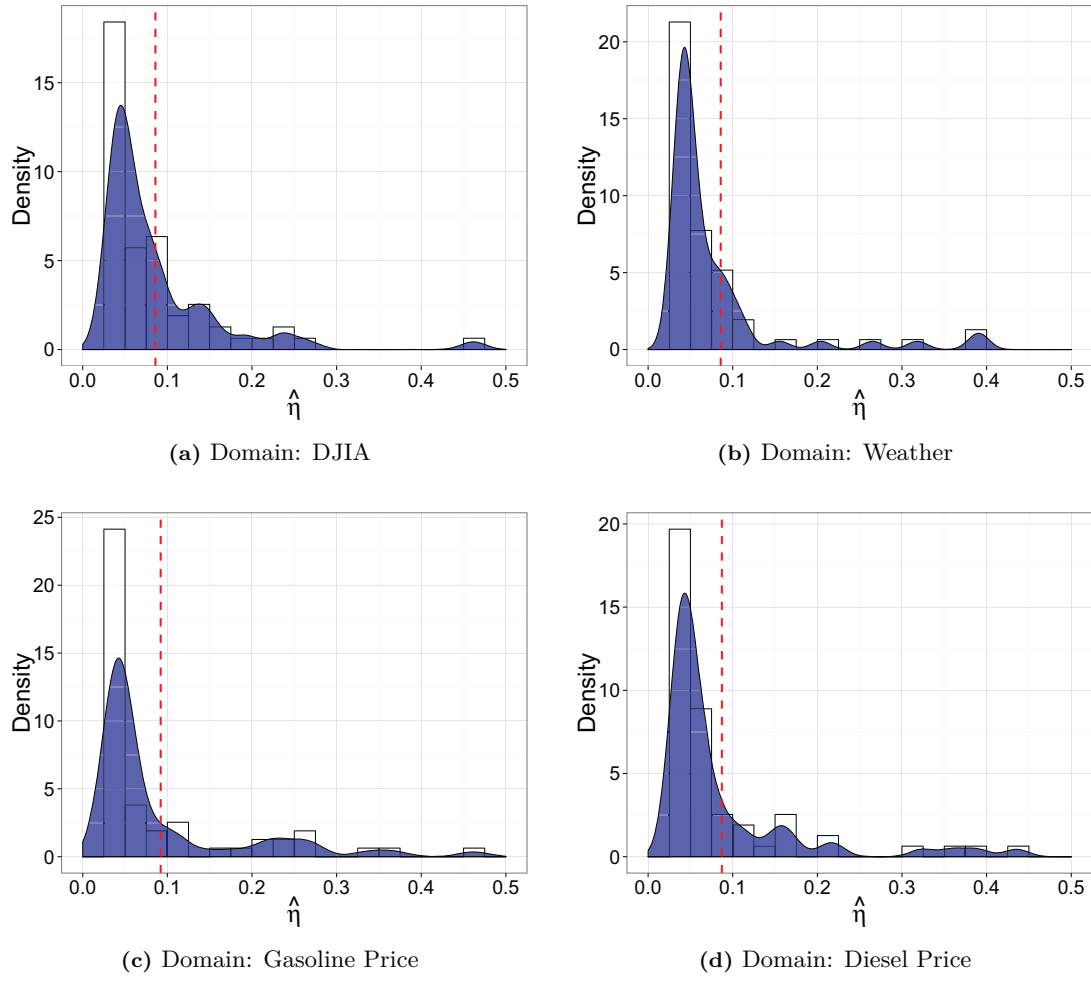 Density
15
10
5
0
0.0 0.1 0.2 0.3 0.4 0.5
η̂
(a) Domain: DJIA
Density
20
15
10
5
0
0.0 0.1 0.2 0.3 0.4 0.5
η̂
(b) Domain: Weather
Density
25
20
15
10
5
0
0.0 0.1 0.2 0.3 0.4 0.5
η̂
(c) Domain: Gasoline Price
Density
20
15
10
5
0
0.0 0.1 0.2 0.3 0.4 0.5
η̂
(d) Domain: Diesel Price